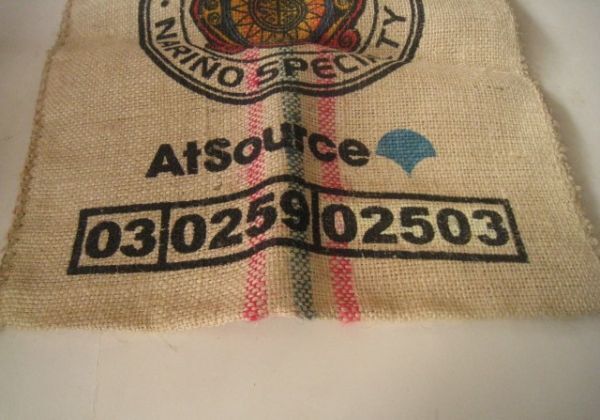 · NARIÑO SPECIALTY
AtSource
03 0259 02503